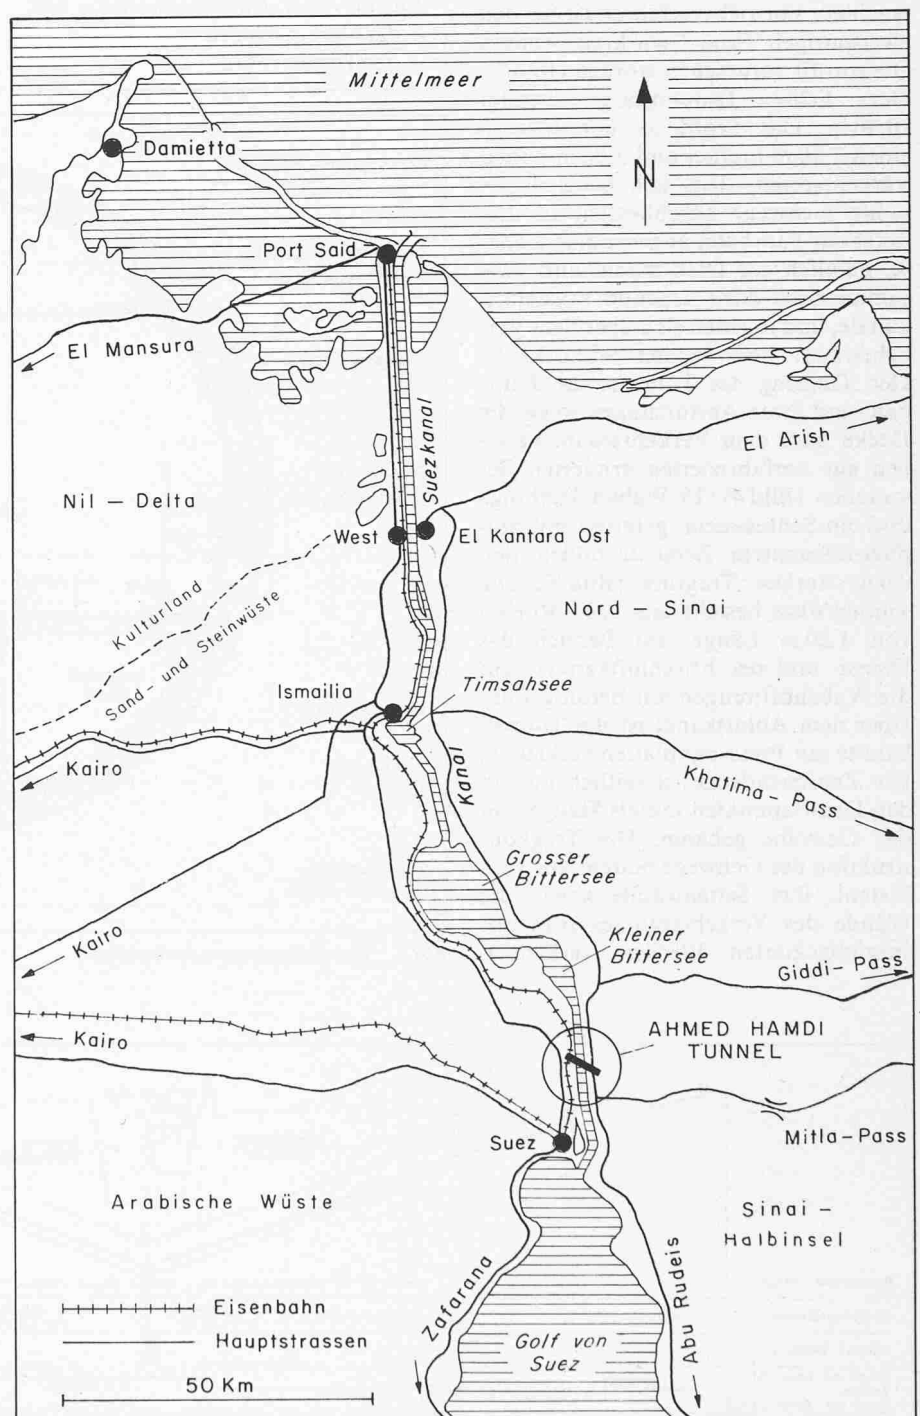 Mittelmeer
N
Damietta
Port Said
El Mansura
Suezkanal
El Arish
Nil – Delta
West
El Kantara Ost
Kulturland
Sand- und Steinwüste
Nord – Sinai
Ismailia
Timsahsee
Kairo
Kanal
Khatima – Pass
Grosser
Bittersee
Kairo
Kleiner
Bittersee
Giddi – Pass
Kairo
AHMED HAMDI
TUNNEL
Suez
Mitla – Pass
Arabische Wüste
Sinai –
Halbinsel
Zafarana
Abu Rudeis
Eisenbahn
Hauptstrassen
Golf von
Suez
50 Km